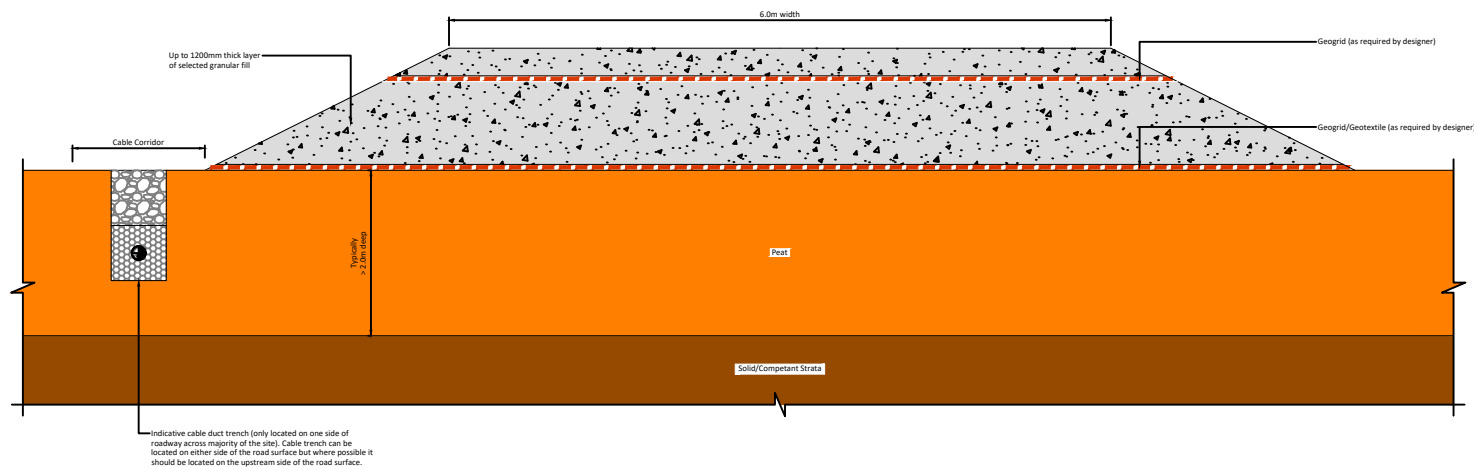 6.0m width
Up to 1200mm thick layer
of selected granular fill
Geogrid (as required by designer)
Cable Corridor
Geogrid/Geotextile (as required by designer)
Typically
> 2.0m deep
Peat
Solid/Competant Strata
Indicative cable duct trench (only located on one side of
roadway across majority of the site). Cable trench can be
located on either side of the road surface but where possible it
should be located on the upstream side of the road surface.